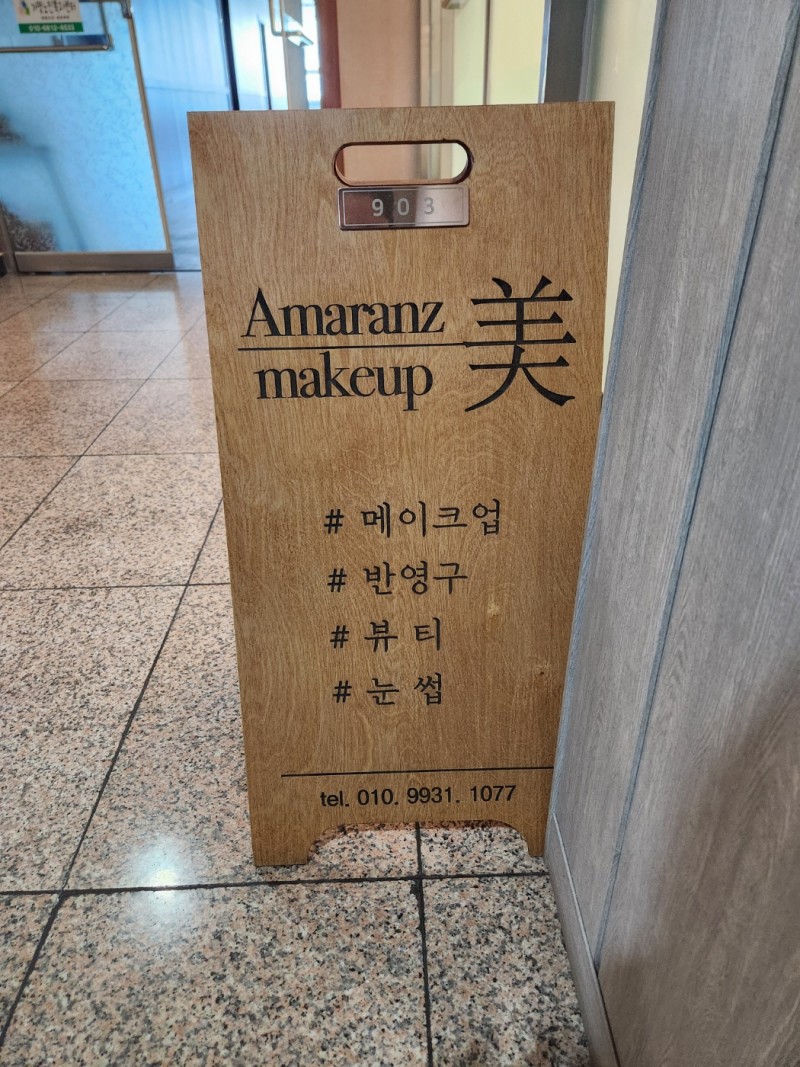 903
Amaranz
makeup
美
# 메이크업
# 반영구
# 뷰티
# 눈썹
tel. 010. 9931. 1077